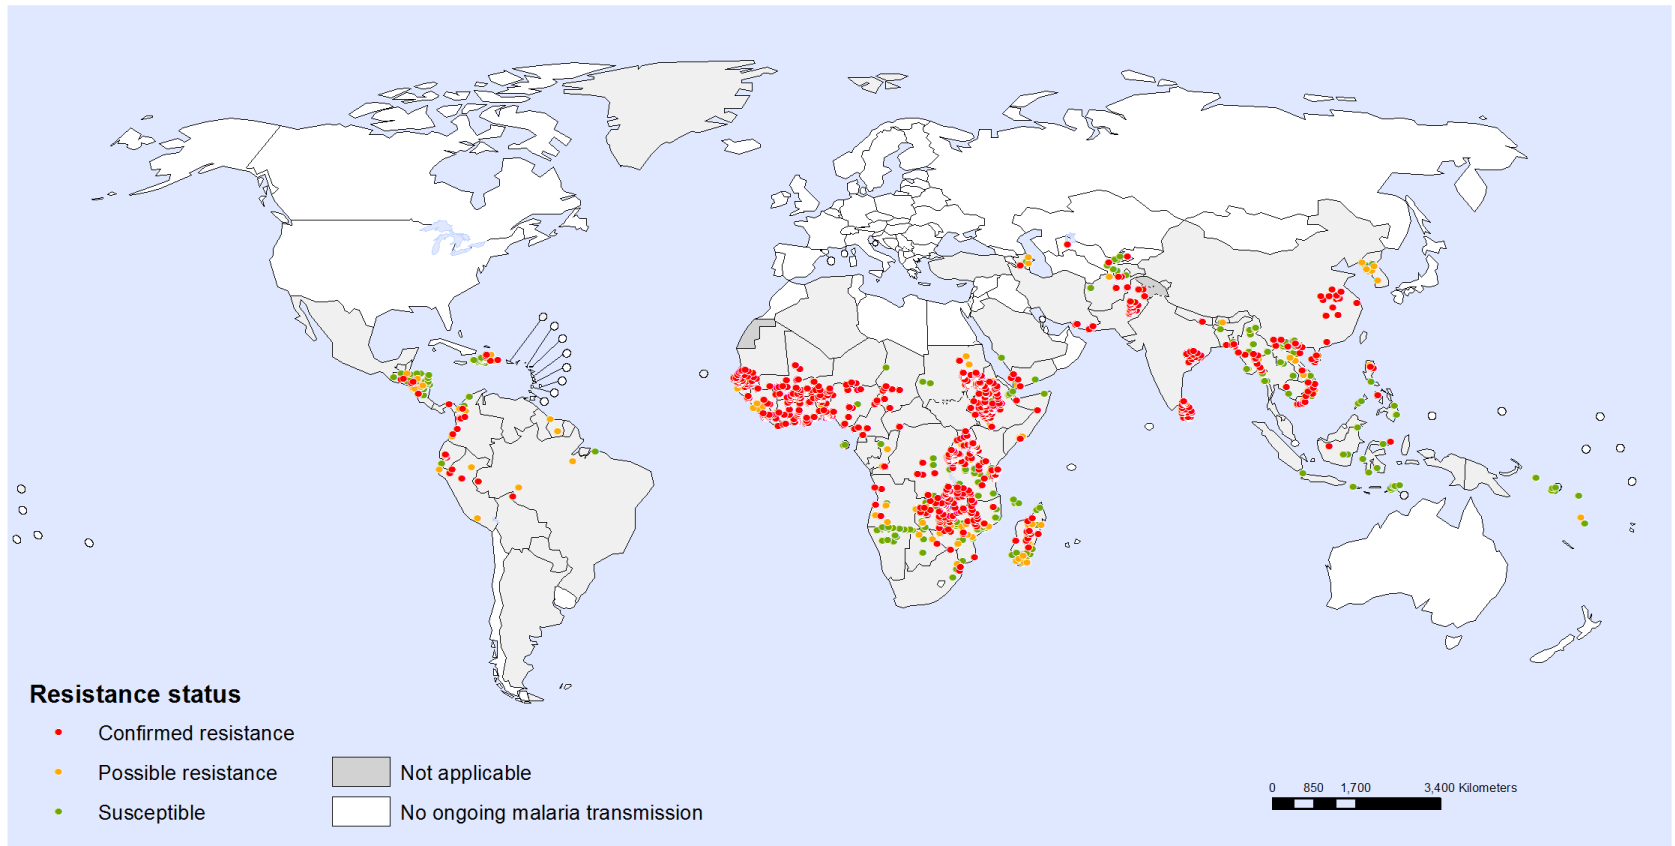 Resistance status
Confirmed resistance
Possible resistance
Susceptible
Not applicable
No ongoing malaria transmission
0 850 1,700 3,400 Kilometers